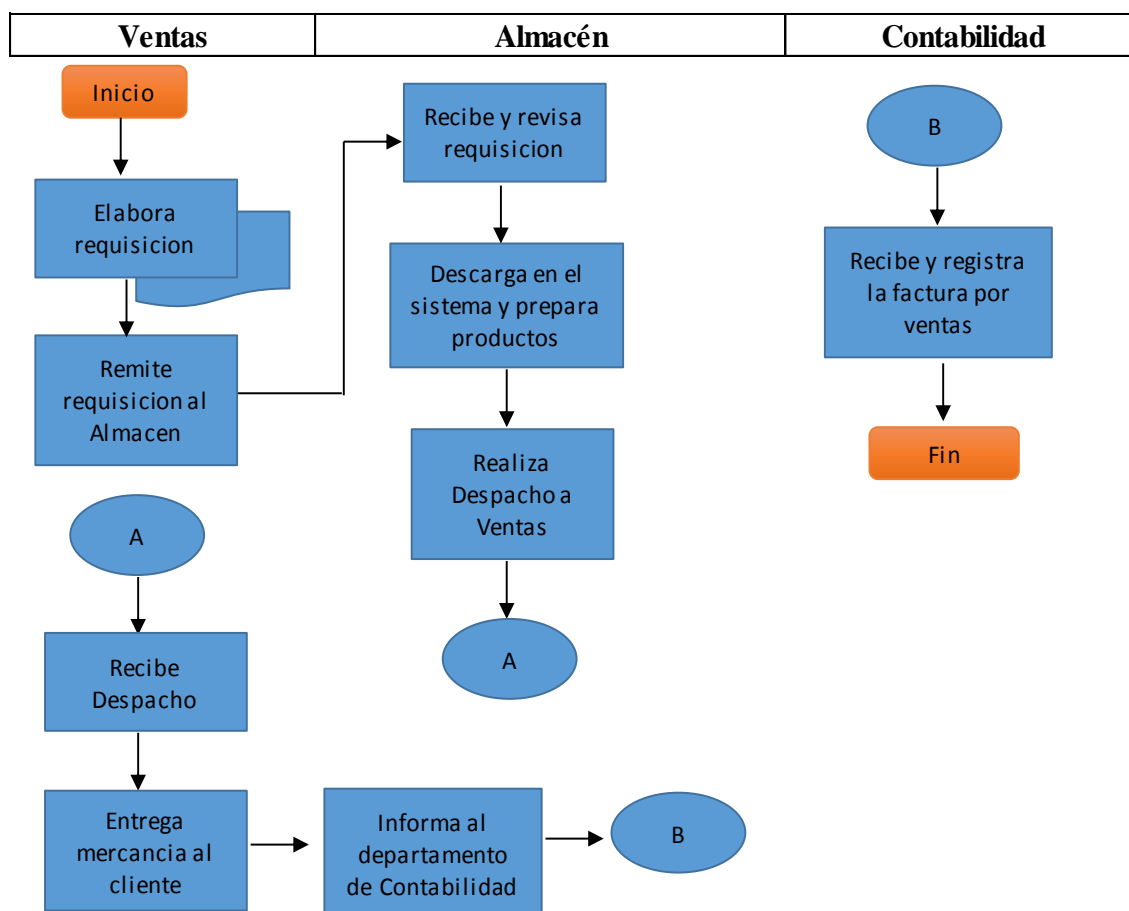 Ventas
Almacén
Contabilidad
Inicio
Elabora
requisicion
Remite
requisicion al
Almacen
A
Recibe
Despacho
Entrega
mercancia al
cliente
Recibe y revisa
requisicion
Descarga en el
sistema y prepara
productos
Realiza
Despacho a
Ventas
A
Informa al
departamento
de Contabilidad
B
B
Recibe y registra
la factura por
ventas
Fin